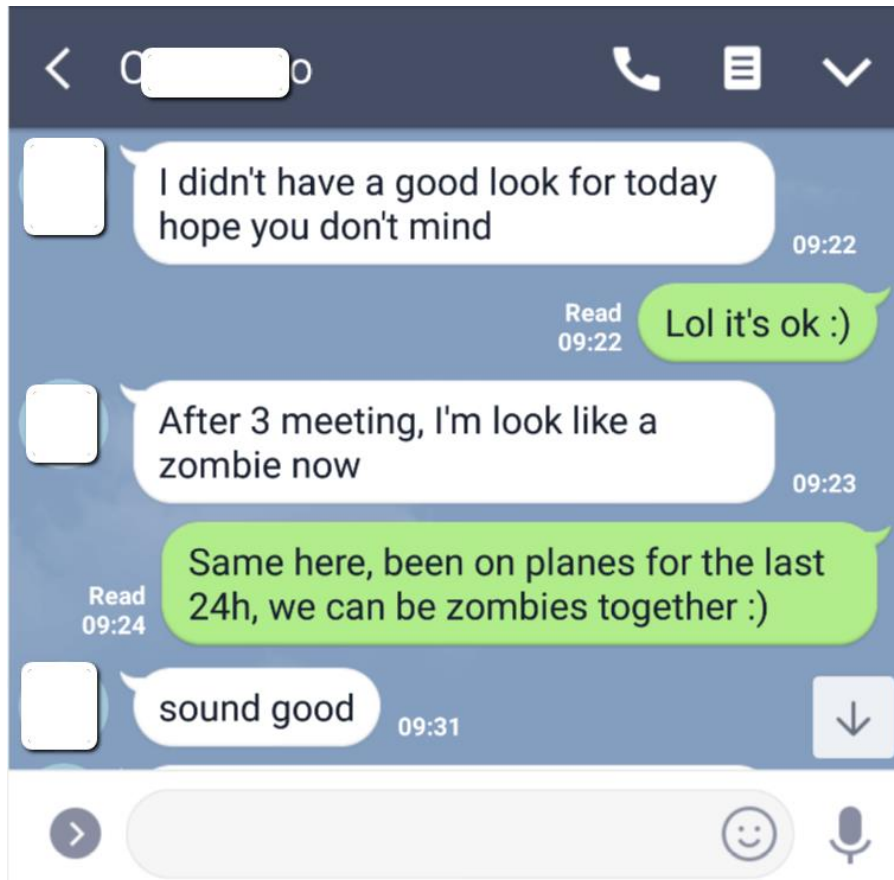 I didn't have a good look for today
hope you don't mind
09:22
Read
09:22
Lol it's ok :)
After 3 meeting, I'm look like a
zombie now
09:23
Same here, been on planes for the last
24h, we can be zombies together :)
Read
09:24
sound good
09:31